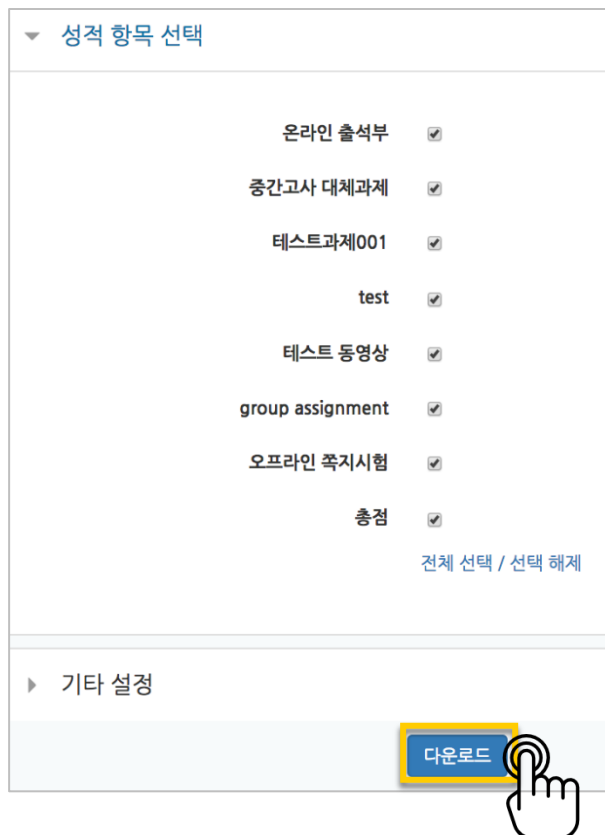 성적 항목 선택
온라인 출석부
중간고사 대체과제
테스트과제001
test
테스트 동영상
group assignment
오프라인 쪽지시험
총점
전체 선택 / 선택 해제
기타 설정
다운로드